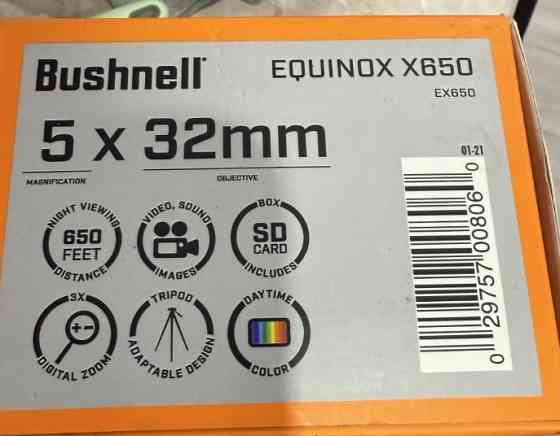 Bushnell®
EQUINOX X650
EX650
5 x 32mm
MAGNIFICATION
OBJECTIVE
01-21
NIGHT VIEWING
650
FEET
DISTANCE
VIDEO, SOUND
IMAGES
BOX
SD
CARD
INCLUDES
3X
+-
DIGITAL ZOOM
TRIPOD
ADAPTABLE DESIGN
DAYTIME
COLOR
0 29757 00806 0